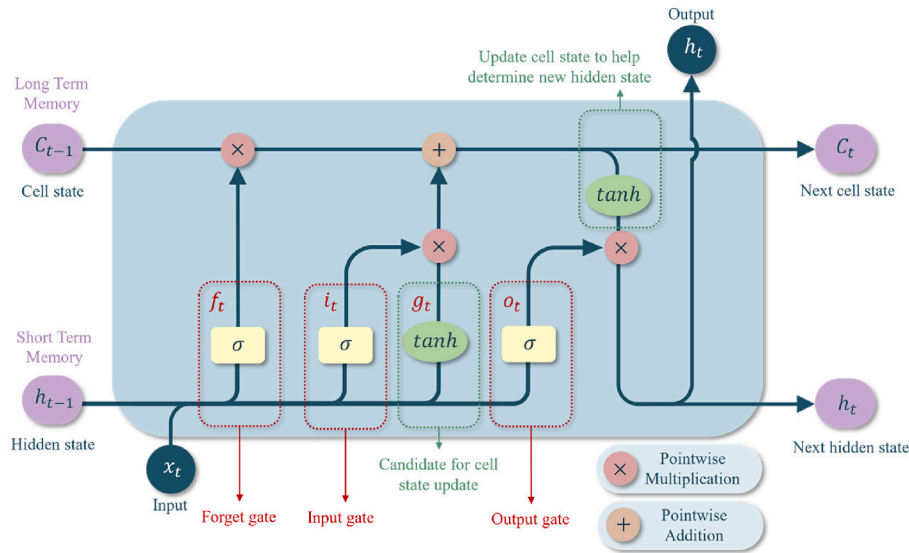 Output
h_t
Update cell state to help
determine new hidden state
Long Term
Memory
C_{t-1}
Cell state
×
+
C_t
Next cell state
tanh
×
×
f_t
i_t
g_t
o_t
σ
σ
tanh
σ
Short Term
Memory
h_{t-1}
Hidden state
h_t
Next hidden state
x_t
Input
Forget gate
Input gate
Candidate for cell
state update
Output gate
×
Pointwise
Multiplication
+
Pointwise
Addition